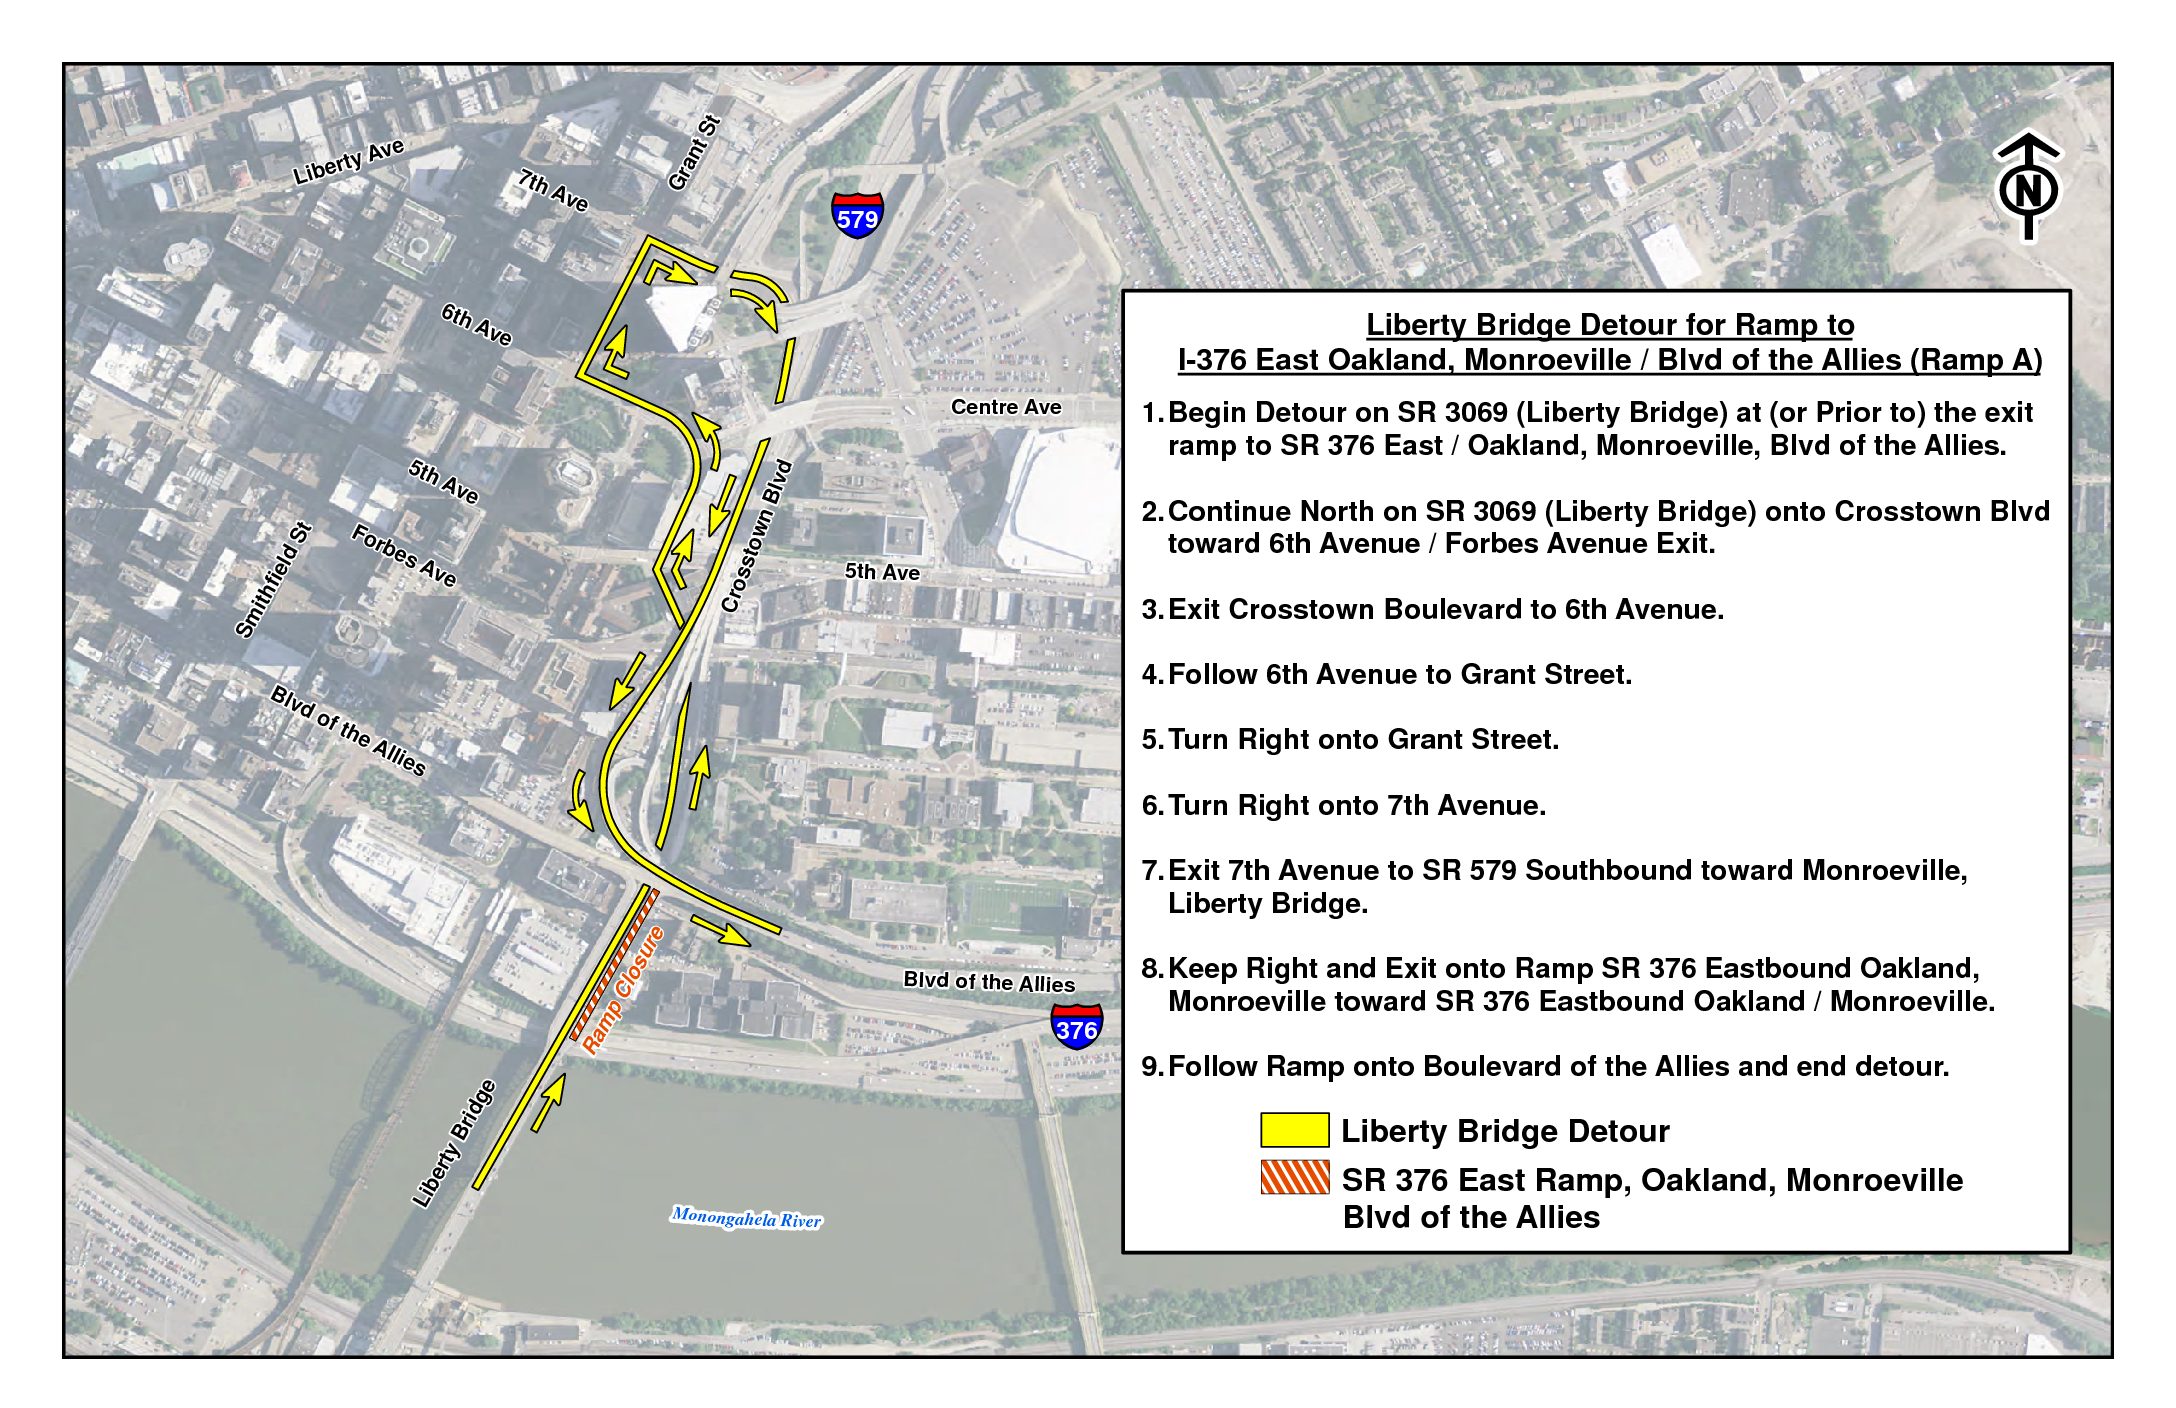 Liberty Ave
7th Ave
Grant St
579
6th Ave
5th Ave
Forbes Ave
Smithfield St
Blvd of the Allies
Centre Ave
Crosstown Blvd
5th Ave
Ramp Closure
Blvd of the Allies
376
Liberty Bridge
Monongahela River
N
Liberty Bridge Detour for Ramp to
I-376 East Oakland, Monroeville / Blvd of the Allies (Ramp A)
1. Begin Detour on SR 3069 (Liberty Bridge) at (or Prior to) the exit
ramp to SR 376 East / Oakland, Monroeville, Blvd of the Allies.
2. Continue North on SR 3069 (Liberty Bridge) onto Crosstown Blvd
toward 6th Avenue / Forbes Avenue Exit.
3. Exit Crosstown Boulevard to 6th Avenue.
4. Follow 6th Avenue to Grant Street.
5. Turn Right onto Grant Street.
6. Turn Right onto 7th Avenue.
7. Exit 7th Avenue to SR 579 Southbound toward Monroeville,
Liberty Bridge.
8. Keep Right and Exit onto Ramp SR 376 Eastbound Oakland,
Monroeville toward SR 376 Eastbound Oakland / Monroeville.
9. Follow Ramp onto Boulevard of the Allies and end detour.
Liberty Bridge Detour
SR 376 East Ramp, Oakland, Monroeville
Blvd of the Allies